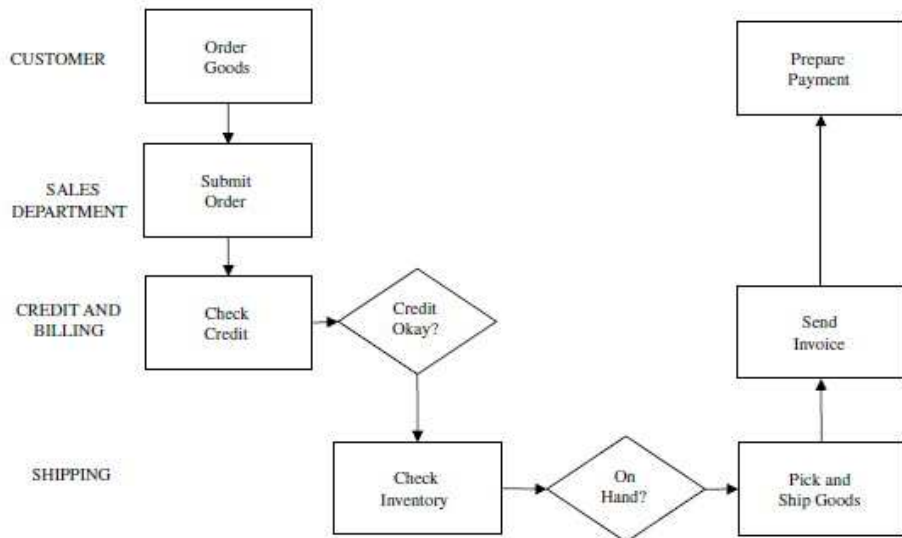 CUSTOMER
Order
Goods
Prepare
Payment
SALES
DEPARTMENT
Submit
Order
CREDIT AND
BILLING
Check
Credit
Credit
Okay?
Send
Invoice
SHIPPING
Check
Inventory
On
Hand?
Pick and
Ship Goods